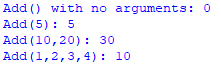 Add() with no arguments: 0
Add(5): 5
Add(10,20): 30
Add(1,2,3,4): 10